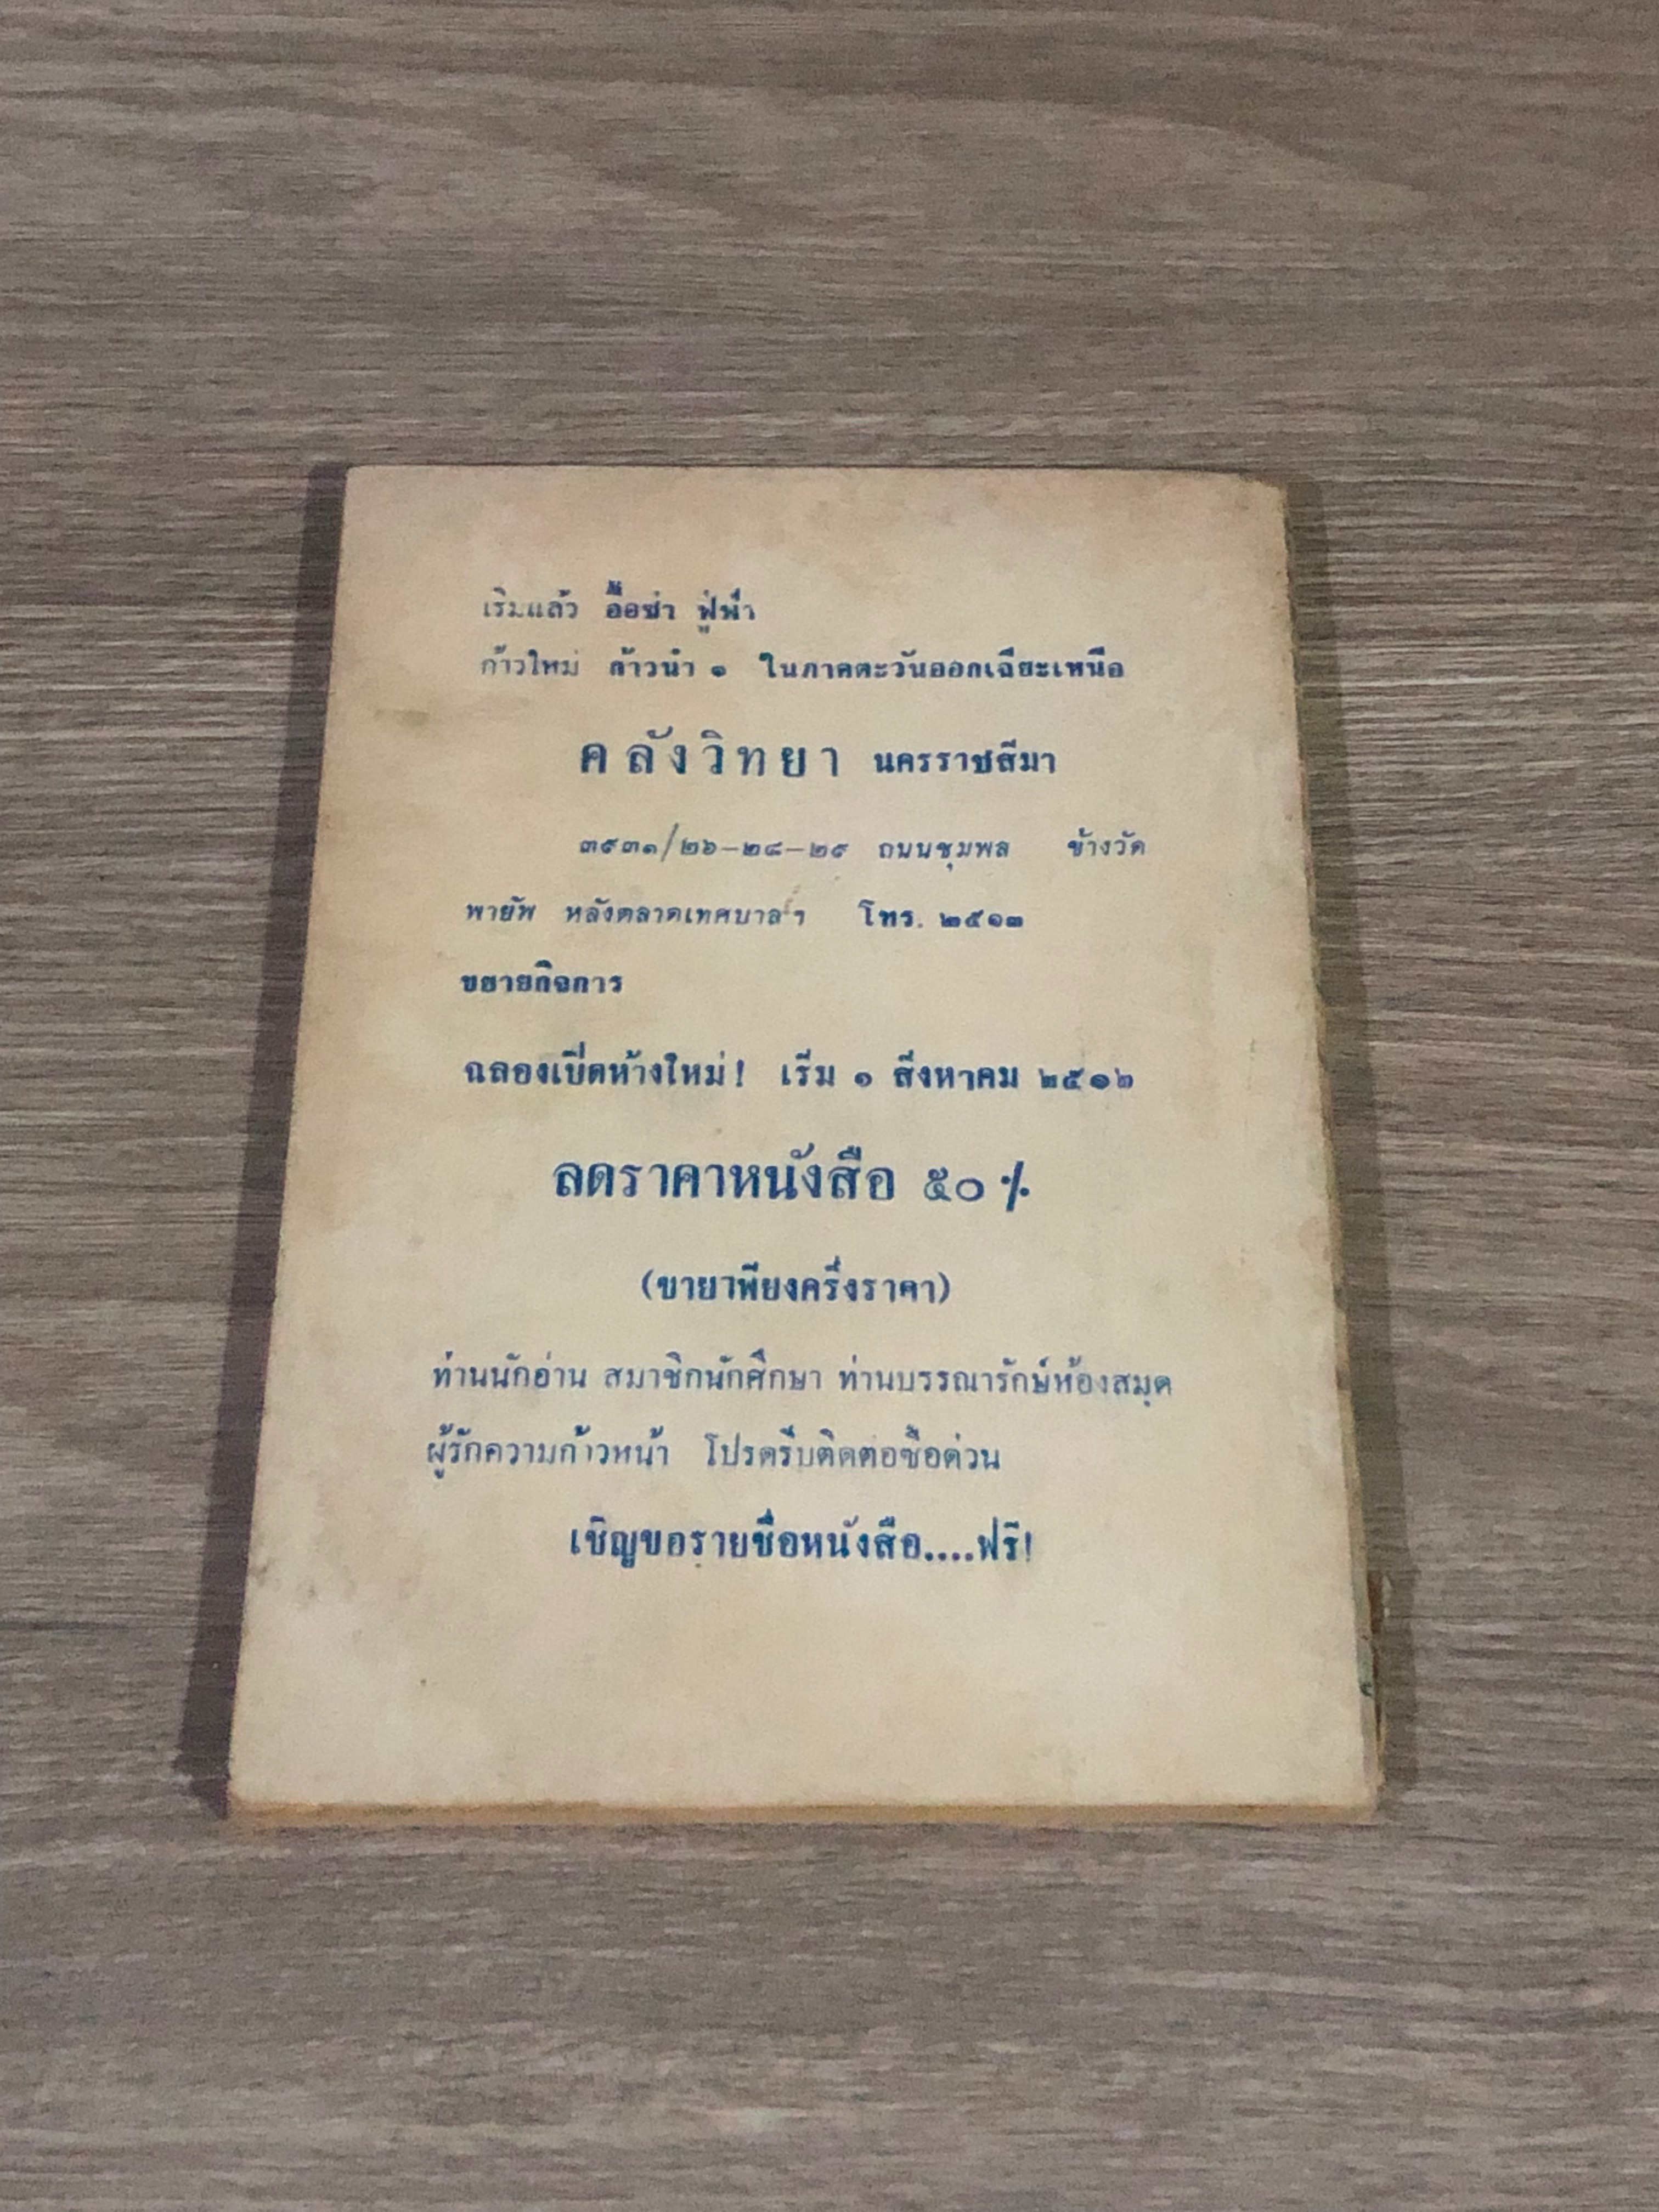 เริ่มแล้ว อื้อซ่า ฟู่ฟ่า
ก้าวใหม่ ก้าวนำ ๑ ในภาคตะวันออกเฉียะเหนือ
คลังวิทยา นครราชสีมา
๓๙๓๑/๒๖–๒๘–๒๙ ถนนชุมพล ข้างวัด
พายัพ หลังตลาดเทศบาล ๑ โทร. ๒๕๑๓
ขยายกิจการ
ฉลองเปิดห้างใหม่! เริ่ม ๑ สิงหาคม ๒๕๑๖
ลดราคาหนังสือ ๕๐ %
(ขายาพียงครึ่งราคา)
ท่านนักอ่าน สมาชิกนักศึกษา ท่านบรรณารักษ์ห้องสมุด
ผู้รักความก้าวหน้า โปรดรีบติดต่อซื้อด่วน
เชิญขอรายชื่อหนังสือ....ฟรี!